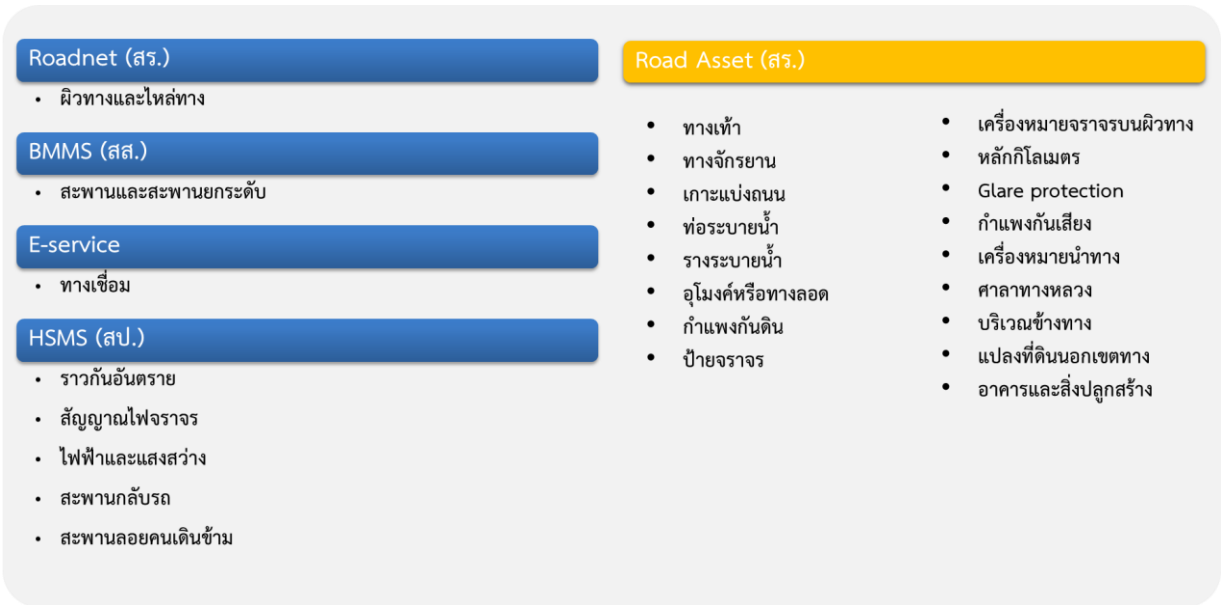 Roadnet (สร.)
• ผิวทางและไหล่ทาง
BMMS (สส.)
• สะพานและสะพานยกระดับ
E-service
• ทางเชื่อม
HSMS (สป.)
• ราวกันอันตราย
• สัญญาณไฟจราจร
• ไฟฟ้าและแสงสว่าง
• สะพานกลับรถ
• สะพานลอยคนเดินข้าม
Road Asset (สร.)
• ทางเท้า
• ทางจักรยาน
• เกาะแบ่งถนน
• ท่อระบายน้ำ
• รางระบายน้ำ
• อุโมงค์หรือทางลอด
• กำแพงกันดิน
• ป้ายจราจร
• เครื่องหมายจราจรบนผิวทาง
• หลักกิโลเมตร
• Glare protection
• กำแพงกันเสียง
• เครื่องหมายนำทาง
• ศาลาทางหลวง
• บริเวณข้างทาง
• แปลงที่ดินนอกเขตทาง
• อาคารและสิ่งปลูกสร้าง